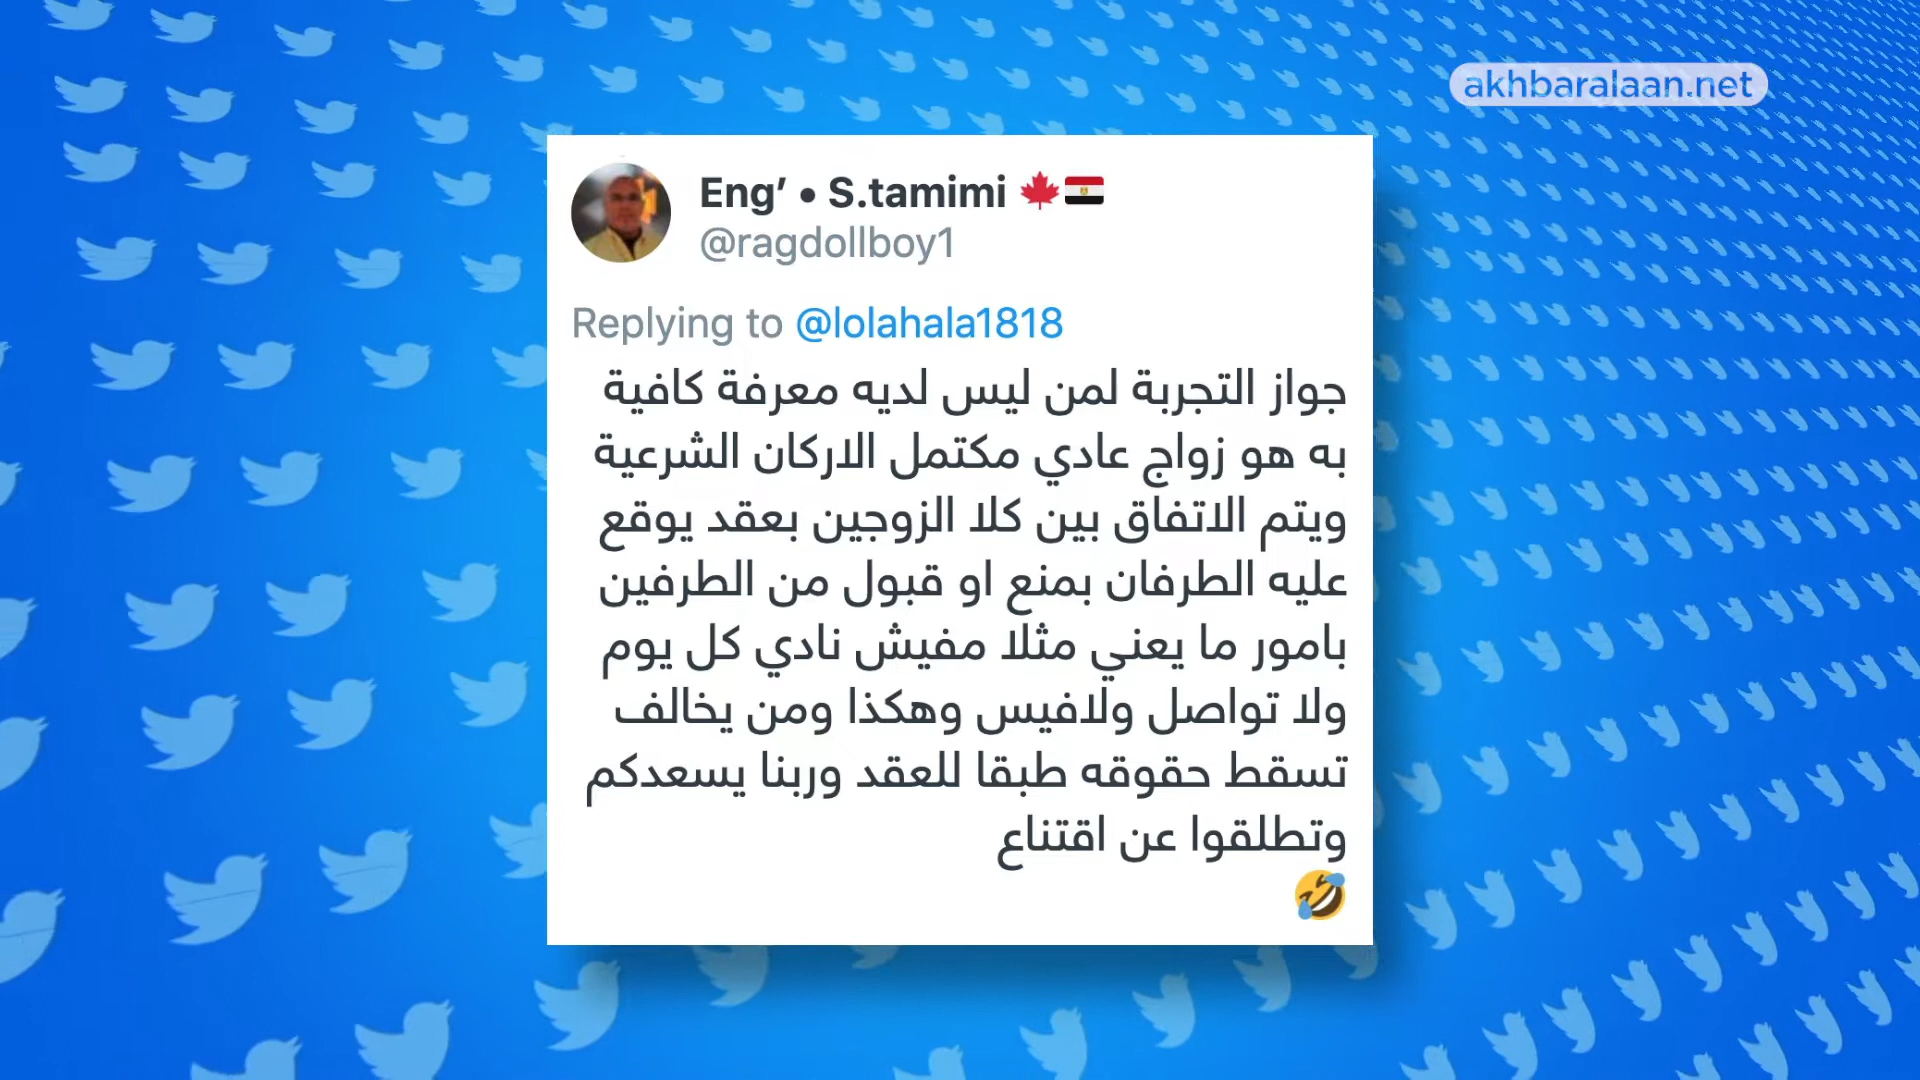 akhbaralaan.net
Eng’ • S.tamimi 🍁🇪🇬
@ragdollboy1
Replying to @lolahala1818
جواز التجربة لمن ليس لديه معرفة كافية
به هو زواج عادي مكتمل الاركان الشرعية
ويتم الاتفاق بين كلا الزوجين بعقد يوقع
عليه الطرفان بمنع او قبول من الطرفين
بامور ما يعني مثلا مفيش نادي كل يوم
ولا تواصل ولافيس وهكذا ومن يخالف
تسقط حقوقه طبقا للعقد وربنا يسعدكم
وتطلقوا عن اقتناع
🤣